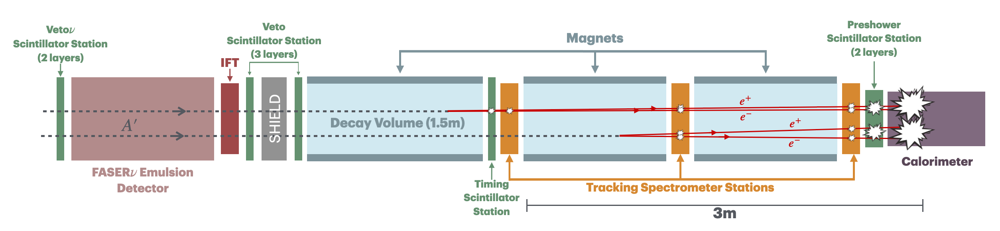 Vetoν
Scintillator Station
(2 layers)
IFT
Veto
Scintillator Station
(3 layers)
Magnets
Preshower
Scintillator Station
(2 layers)
SHIELD
A′
Decay Volume (1.5m)
e⁺
e⁻
e⁺
e⁻
FASERν Emulsion
Detector
Timing
Scintillator
Station
Tracking Spectrometer Stations
Calorimeter
3m